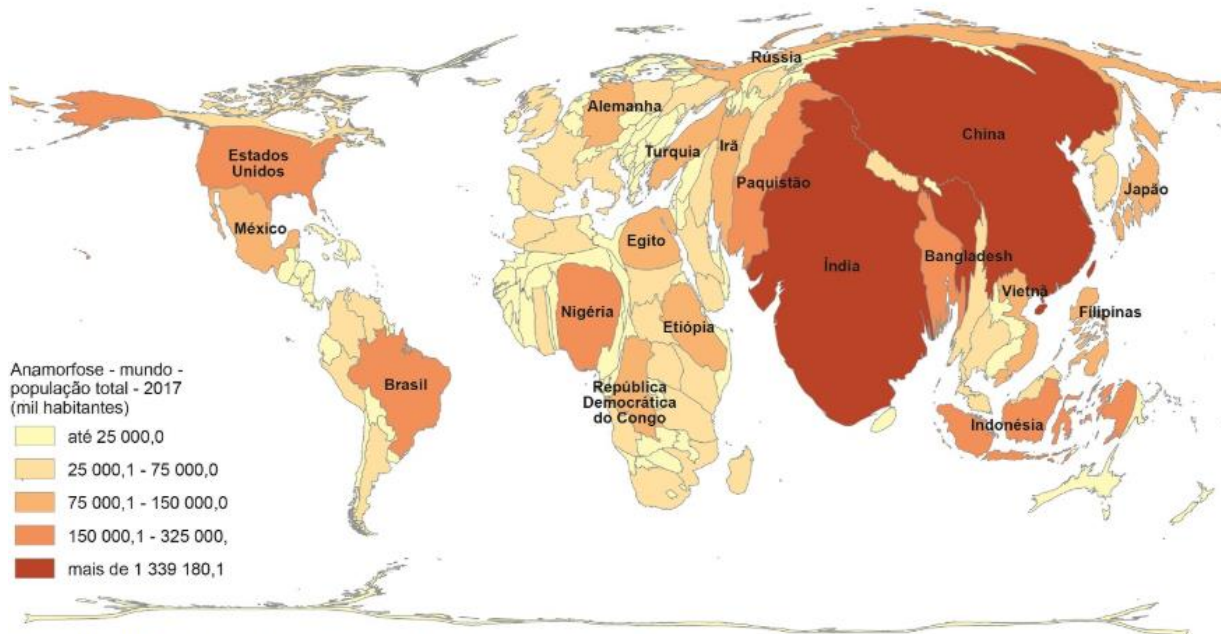 Rússia
Alemanha
China
Estados
Unidos
Turquia
Irã
Paquistão
Japão
México
Egito
Índia
Bangladesh
Nigéria
Vietnã
Filipinas
Etiópia
Anamorfose - mundo -
população total - 2017
(mil habitantes)
Brasil
República
Democrática
do Congo
Indonésia
até 25 000,0
25 000,1 - 75 000,0
75 000,1 - 150 000,0
150 000,1 - 325 000,
mais de 1 339 180,1